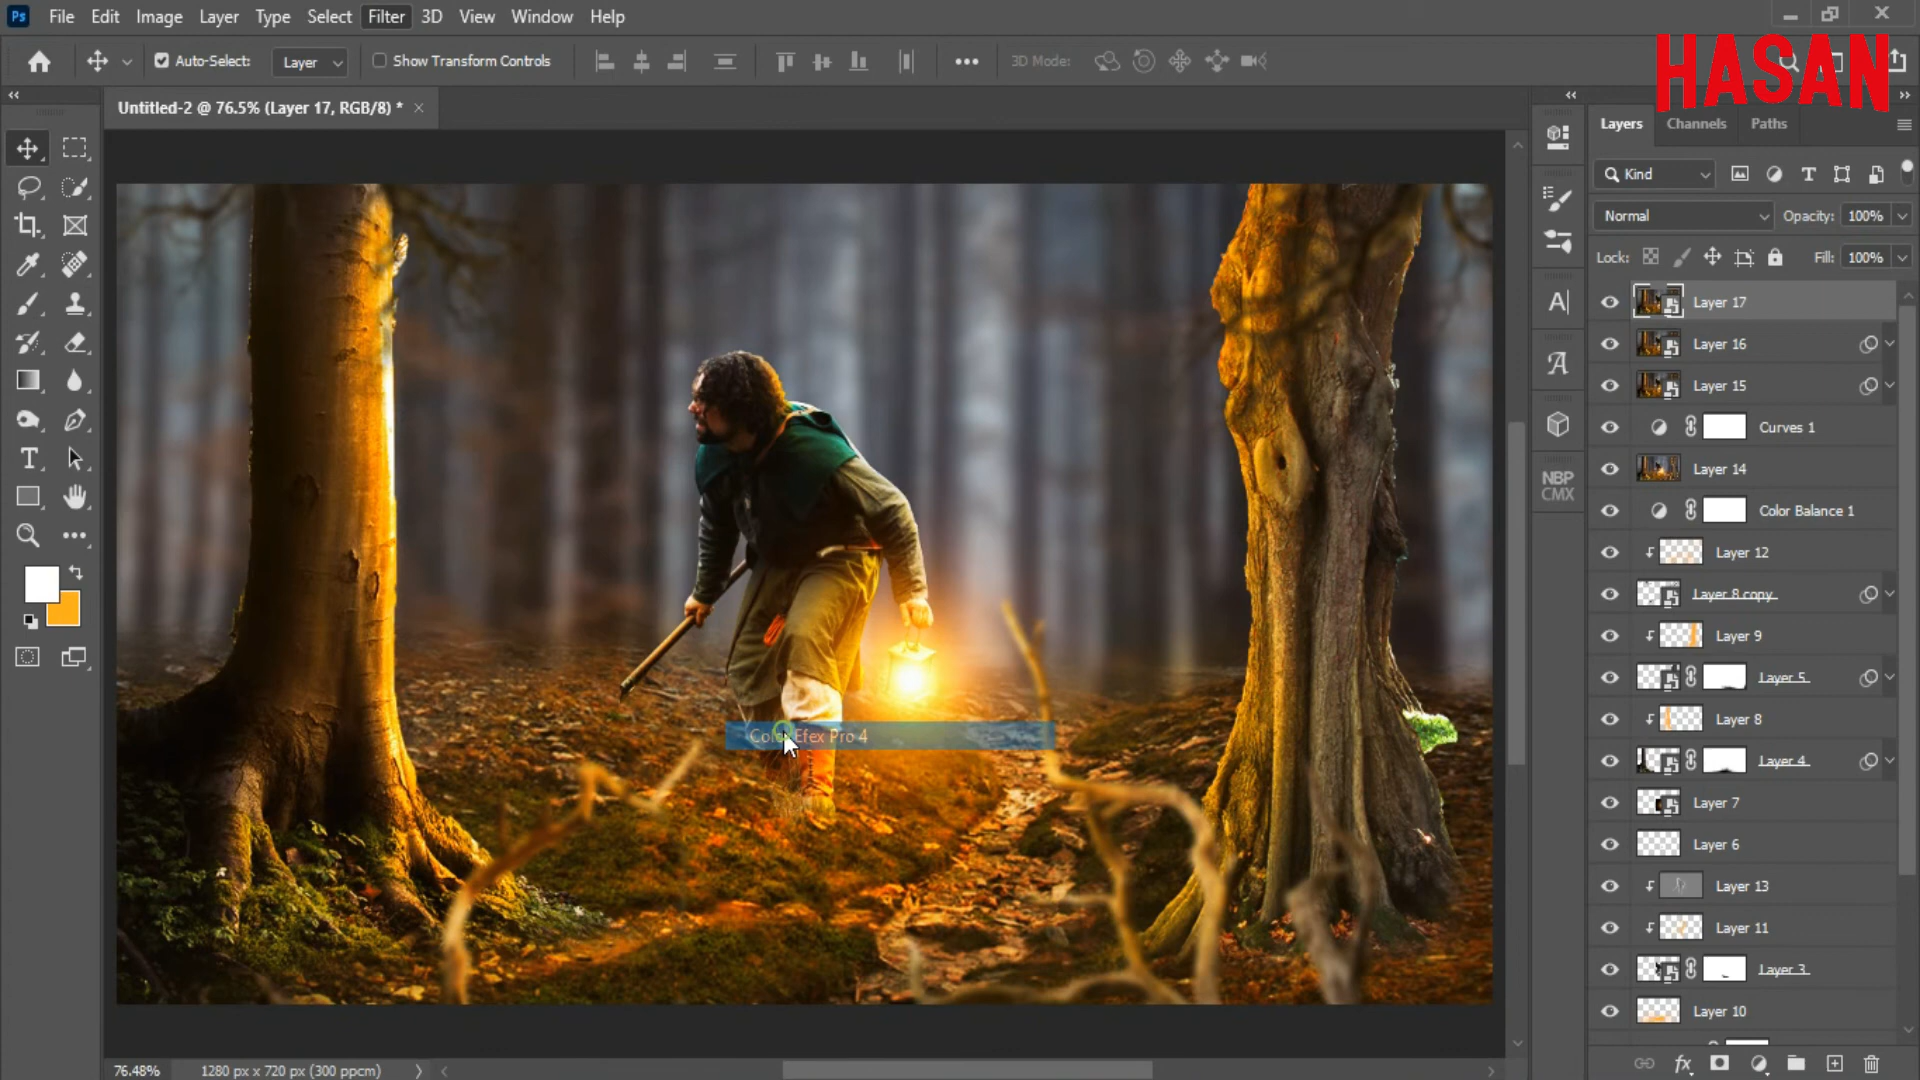 Ps File Edit Image Layer Type Select Filter 3D View Window Help
Auto-Select: Layer Show Transform Controls 3D Mode:
HASAN
Untitled-2 @ 76.5% (Layer 17, RGB/8) * ×
Layers Channels Paths
Kind
Normal Opacity: 100%
Lock: Fill: 100%
Layer 17
Layer 16
Layer 15
Curves 1
Layer 14
Color Balance 1
Layer 12
Layer 8 copy
Layer 9
Layer 5
Layer 8
Layer 4
Layer 7
Layer 6
Layer 13
Layer 11
Layer 3
Layer 10
NBP
CMX
Color Efex Pro 4
76.48% 1280 px x 720 px (300 ppcm)